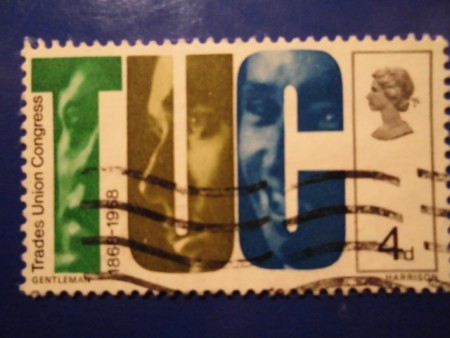 Trades Union Congress
1868-1968
TUC
4d
GENTLEMAN
HARRISON